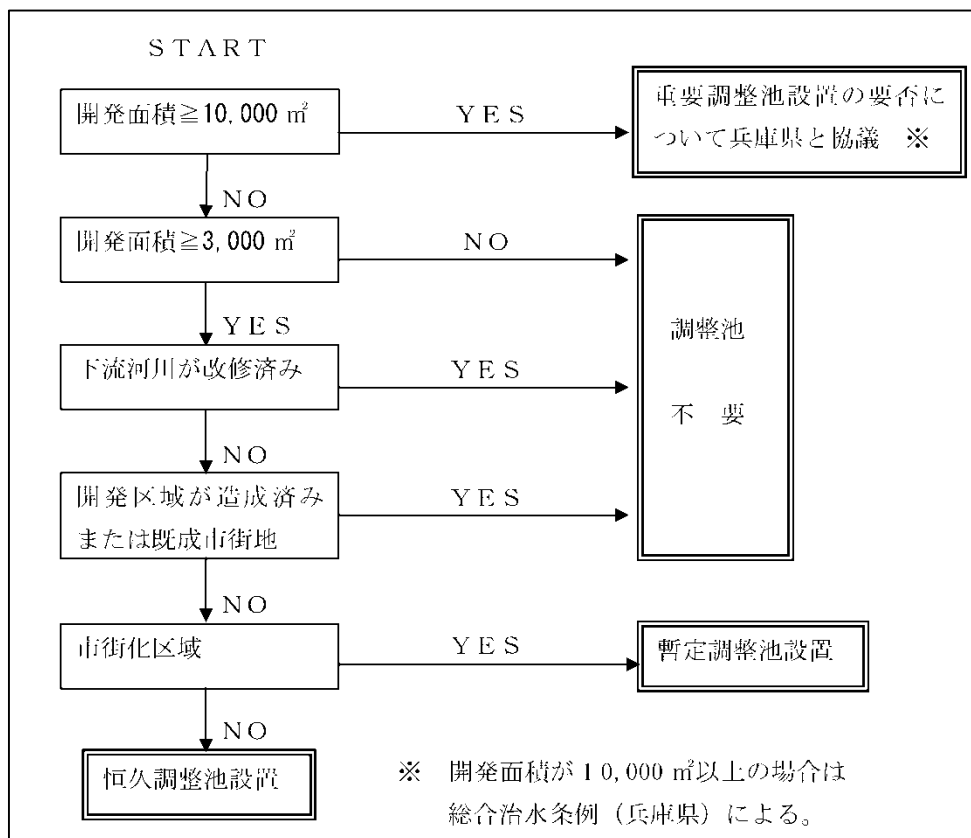 ＳＴＡＲＴ
開発面積≧10,000 ㎡
ＹＥＳ
重要調整池設置の要否に
ついて兵庫県と協議　※
ＮＯ
開発面積≧3,000 ㎡
ＮＯ
ＹＥＳ
下流河川が改修済み
ＹＥＳ
調整池
不　要
ＮＯ
開発区域が造成済み
または既成市街地
ＹＥＳ
ＮＯ
市街化区域
ＹＥＳ
暫定調整池設置
ＮＯ
恒久調整池設置
※　開発面積が１０,０００㎡以上の場合は
総合治水条例（兵庫県）による。